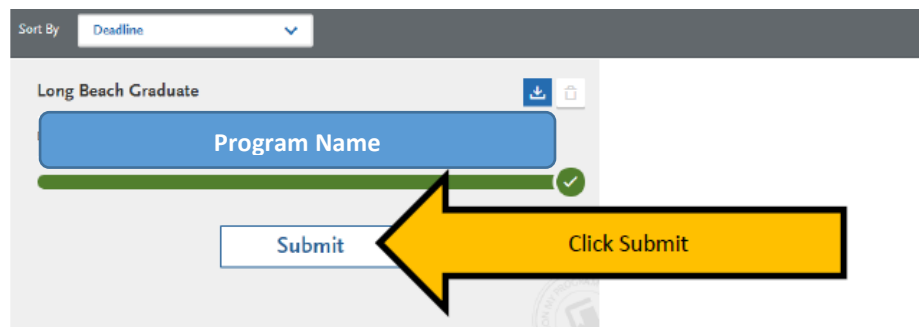 Sort By Deadline
Long Beach Graduate
Program Name
Submit
Click Submit